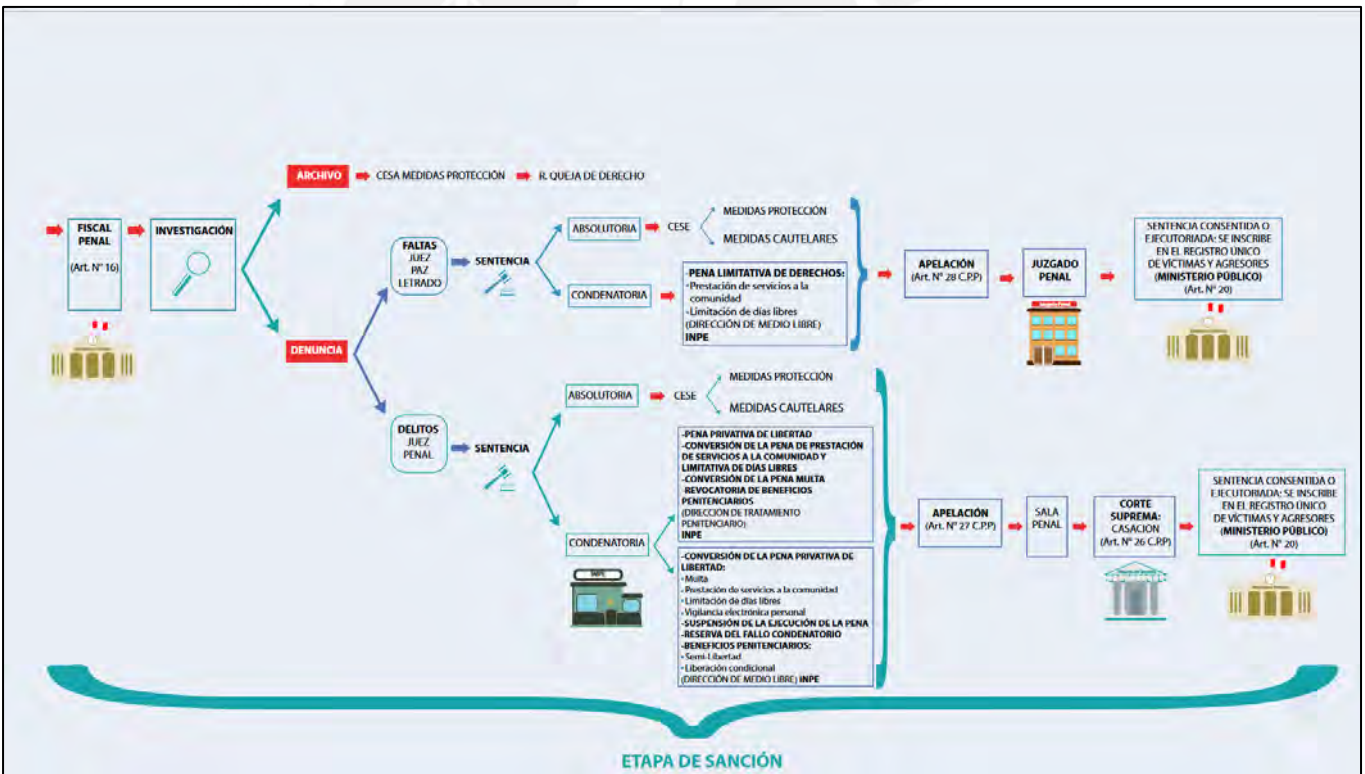 ARCHIVO
CESA MEDIDAS PROTECCIÓN
R. QUEJA DE DERECHO
FISCAL
PENAL
(Art. N° 16)
INVESTIGACIÓN
DENUNCIA
FALTAS
JUEZ
PAZ
LETRADO
SENTENCIA
ABSOLUTORIA
CESE
MEDIDAS PROTECCIÓN
MEDIDAS CAUTELARES
CONDENATORIA
-PENA LIMITATIVA DE DERECHOS:
•Prestación de servicios a la
comunidad
•Limitación de días libres
(DIRECCIÓN DE MEDIO LIBRE)
INPE
APELACIÓN
(Art. N° 28 C.P.P)
JUZGADO
PENAL
SENTENCIA CONSENTIDA O
EJECUTORIADA: SE INSCRIBE
EN EL REGISTRO ÚNICO
DE VÍCTIMAS Y AGRESORES
(MINISTERIO PÚBLICO)
(Art. N° 20)
DELITOS
JUEZ
PENAL
SENTENCIA
ABSOLUTORIA
CESE
MEDIDAS PROTECCIÓN
MEDIDAS CAUTELARES
CONDENATORIA
INPE
-PENA PRIVATIVA DE LIBERTAD
-CONVERSIÓN DE LA PENA DE PRESTACIÓN
DE SERVICIOS A LA COMUNIDAD Y
LIMITATIVA DE DÍAS LIBRES
-CONVERSIÓN DE LA PENA MULTA
-REVOCATORIA DE BENEFICIOS
PENITENCIARIOS
(DIRECCIÓN DE TRATAMIENTO
PENITENCIARIO)
INPE
-CONVERSIÓN DE LA PENA PRIVATIVA DE
LIBERTAD:
•Multa
•Prestación de servicios a la comunidad
•Limitación de días libres
•Vigilancia electrónica personal
-SUSPENSIÓN DE LA EJECUCIÓN DE LA PENA
-RESERVA DEL FALLO CONDENATORIO
-BENEFICIOS PENITENCIARIOS:
•Semi-Libertad
•Liberación condicional
(DIRECCIÓN DE MEDIO LIBRE) INPE
APELACIÓN
(Art. N° 27 C.P.P)
SALA
PENAL
CORTE
SUPREMA:
CASACIÓN
(Art. N° 26 C.P.P)
SENTENCIA CONSENTIDA O
EJECUTORIADA: SE INSCRIBE
EN EL REGISTRO ÚNICO
DE VÍCTIMAS Y AGRESORES
(MINISTERIO PÚBLICO)
(Art. N° 20)
ETAPA DE SANCIÓN